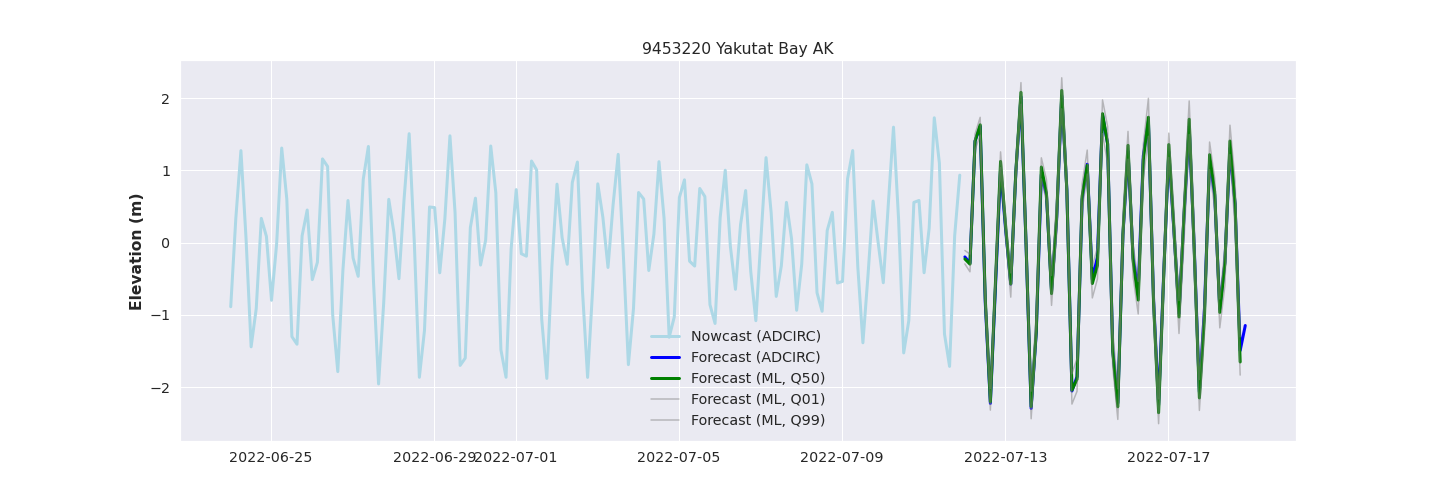 9453220 Yakutat Bay AK
Elevation (m)
2
1
0
−1
−2
Nowcast (ADCIRC)
Forecast (ADCIRC)
Forecast (ML, Q50)
Forecast (ML, Q01)
Forecast (ML, Q99)
2022-06-25 2022-06-29 2022-07-01 2022-07-05 2022-07-09 2022-07-13 2022-07-17